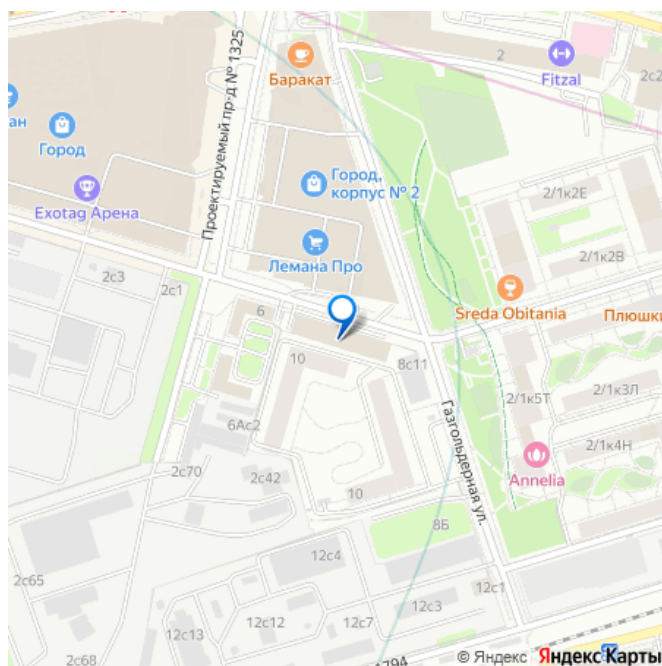 Баракат
2
Fitzal
2с2
Проектируемый пр-д № 1325
ан
Город
Город,
корпус № 2
2/1к2Е
Exotag Арена
Лемана Про
2/1к2В
2с3
2с1
Sreda Obitania
6
Плюшки
10
8с11
2/1к3Л
2/1к5Т
6Ас2
Газгольдерная ул.
2/1к4Н
2с70
2с42
Annelia
10
8Б
12с4
2с65
12с1
12с3
12с12
12с7
12с13
2с68
1794
© Яндекс Яндекс Карты